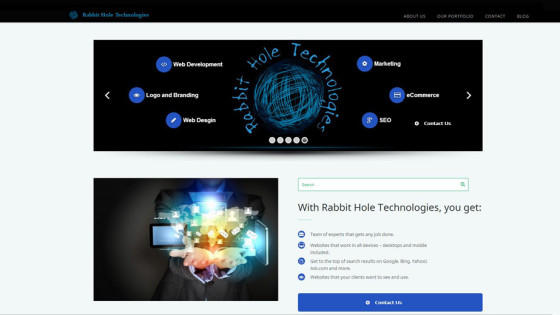 Rabbit Hole Technologies
ABOUT US OUR PORTFOLIO CONTACT BLOG
Rabbit Hole Technologies
Web Development
Marketing
Logo and Branding
eCommerce
Web Desgin
SEO
Contact Us
Search ...
With Rabbit Hole Technologies, you get:
Team of experts that gets any job done.
Websites that work in all devices – desktops and mobile
included.
Get to the top of search results on Google, Bing, Yahoo!,
Ask.com and more.
Websites that your clients want to see and use.
Contact Us